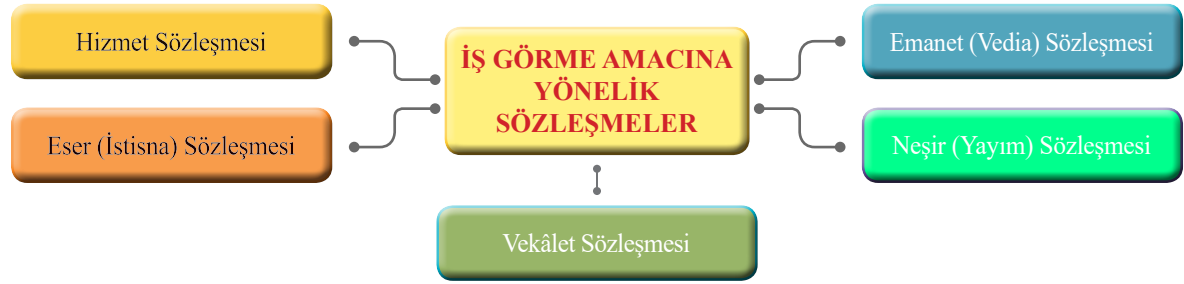 Hizmet Sözleşmesi
Eser (İstisna) Sözleşmesi
İŞ GÖRME AMACINA
YÖNELİK
SÖZLEŞMELER
Emanet (Vedia) Sözleşmesi
Neşir (Yayım) Sözleşmesi
Vekâlet Sözleşmesi